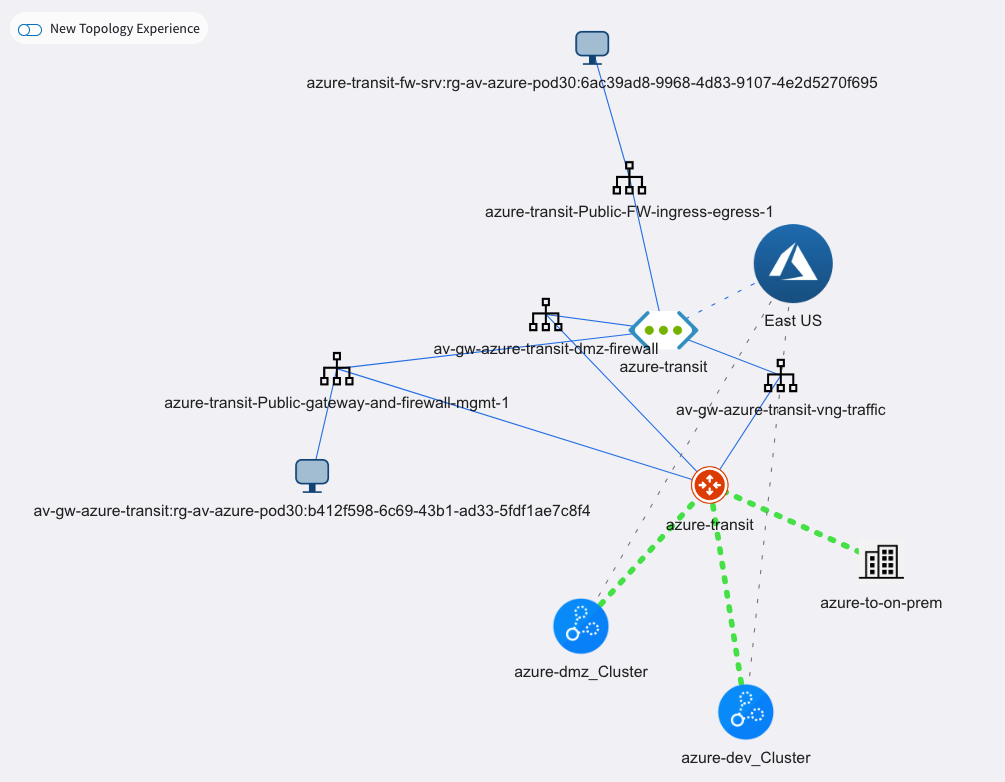 New Topology Experience
azure-transit-fw-srv:rg-av-azure-pod30:6ac39ad8-9968-4d83-9107-4e2d5270f695
azure-transit-Public-FW-ingress-egress-1
East US
av-gw-azure-transit-dmz-firewall
azure-transit
azure-transit-Public-gateway-and-firewall-mgmt-1
av-gw-azure-transit-vng-traffic
av-gw-azure-transit:rg-av-azure-pod30:b412f598-6c69-43b1-ad33-5fdf1ae7c8f4
azure-transit
azure-to-on-prem
azure-dmz_Cluster
azure-dev_Cluster